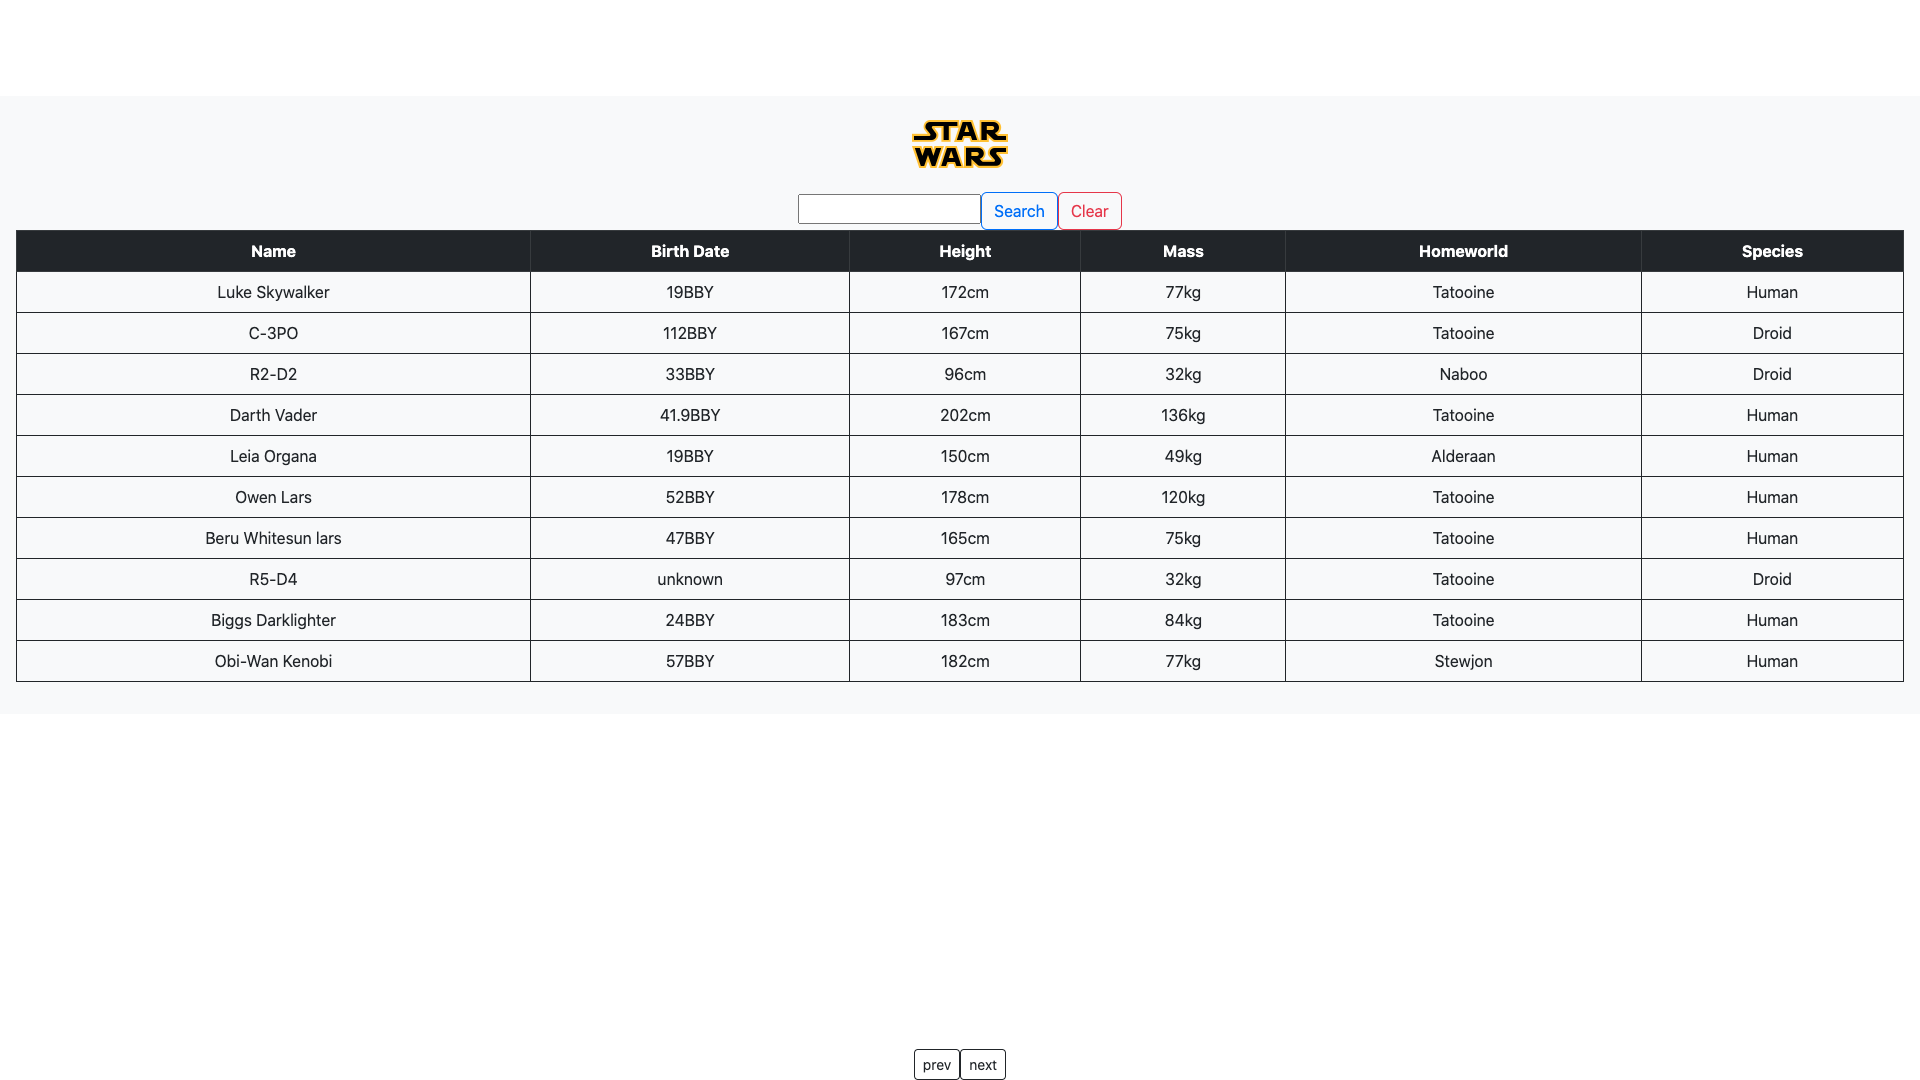 STAR
WARS
Search Clear
Name Birth Date Height Mass Homeworld Species
Luke Skywalker 19BBY 172cm 77kg Tatooine Human
C-3PO 112BBY 167cm 75kg Tatooine Droid
R2-D2 33BBY 96cm 32kg Naboo Droid
Darth Vader 41.9BBY 202cm 136kg Tatooine Human
Leia Organa 19BBY 150cm 49kg Alderaan Human
Owen Lars 52BBY 178cm 120kg Tatooine Human
Beru Whitesun lars 47BBY 165cm 75kg Tatooine Human
R5-D4 unknown 97cm 32kg Tatooine Droid
Biggs Darklighter 24BBY 183cm 84kg Tatooine Human
Obi-Wan Kenobi 57BBY 182cm 77kg Stewjon Human
prev next